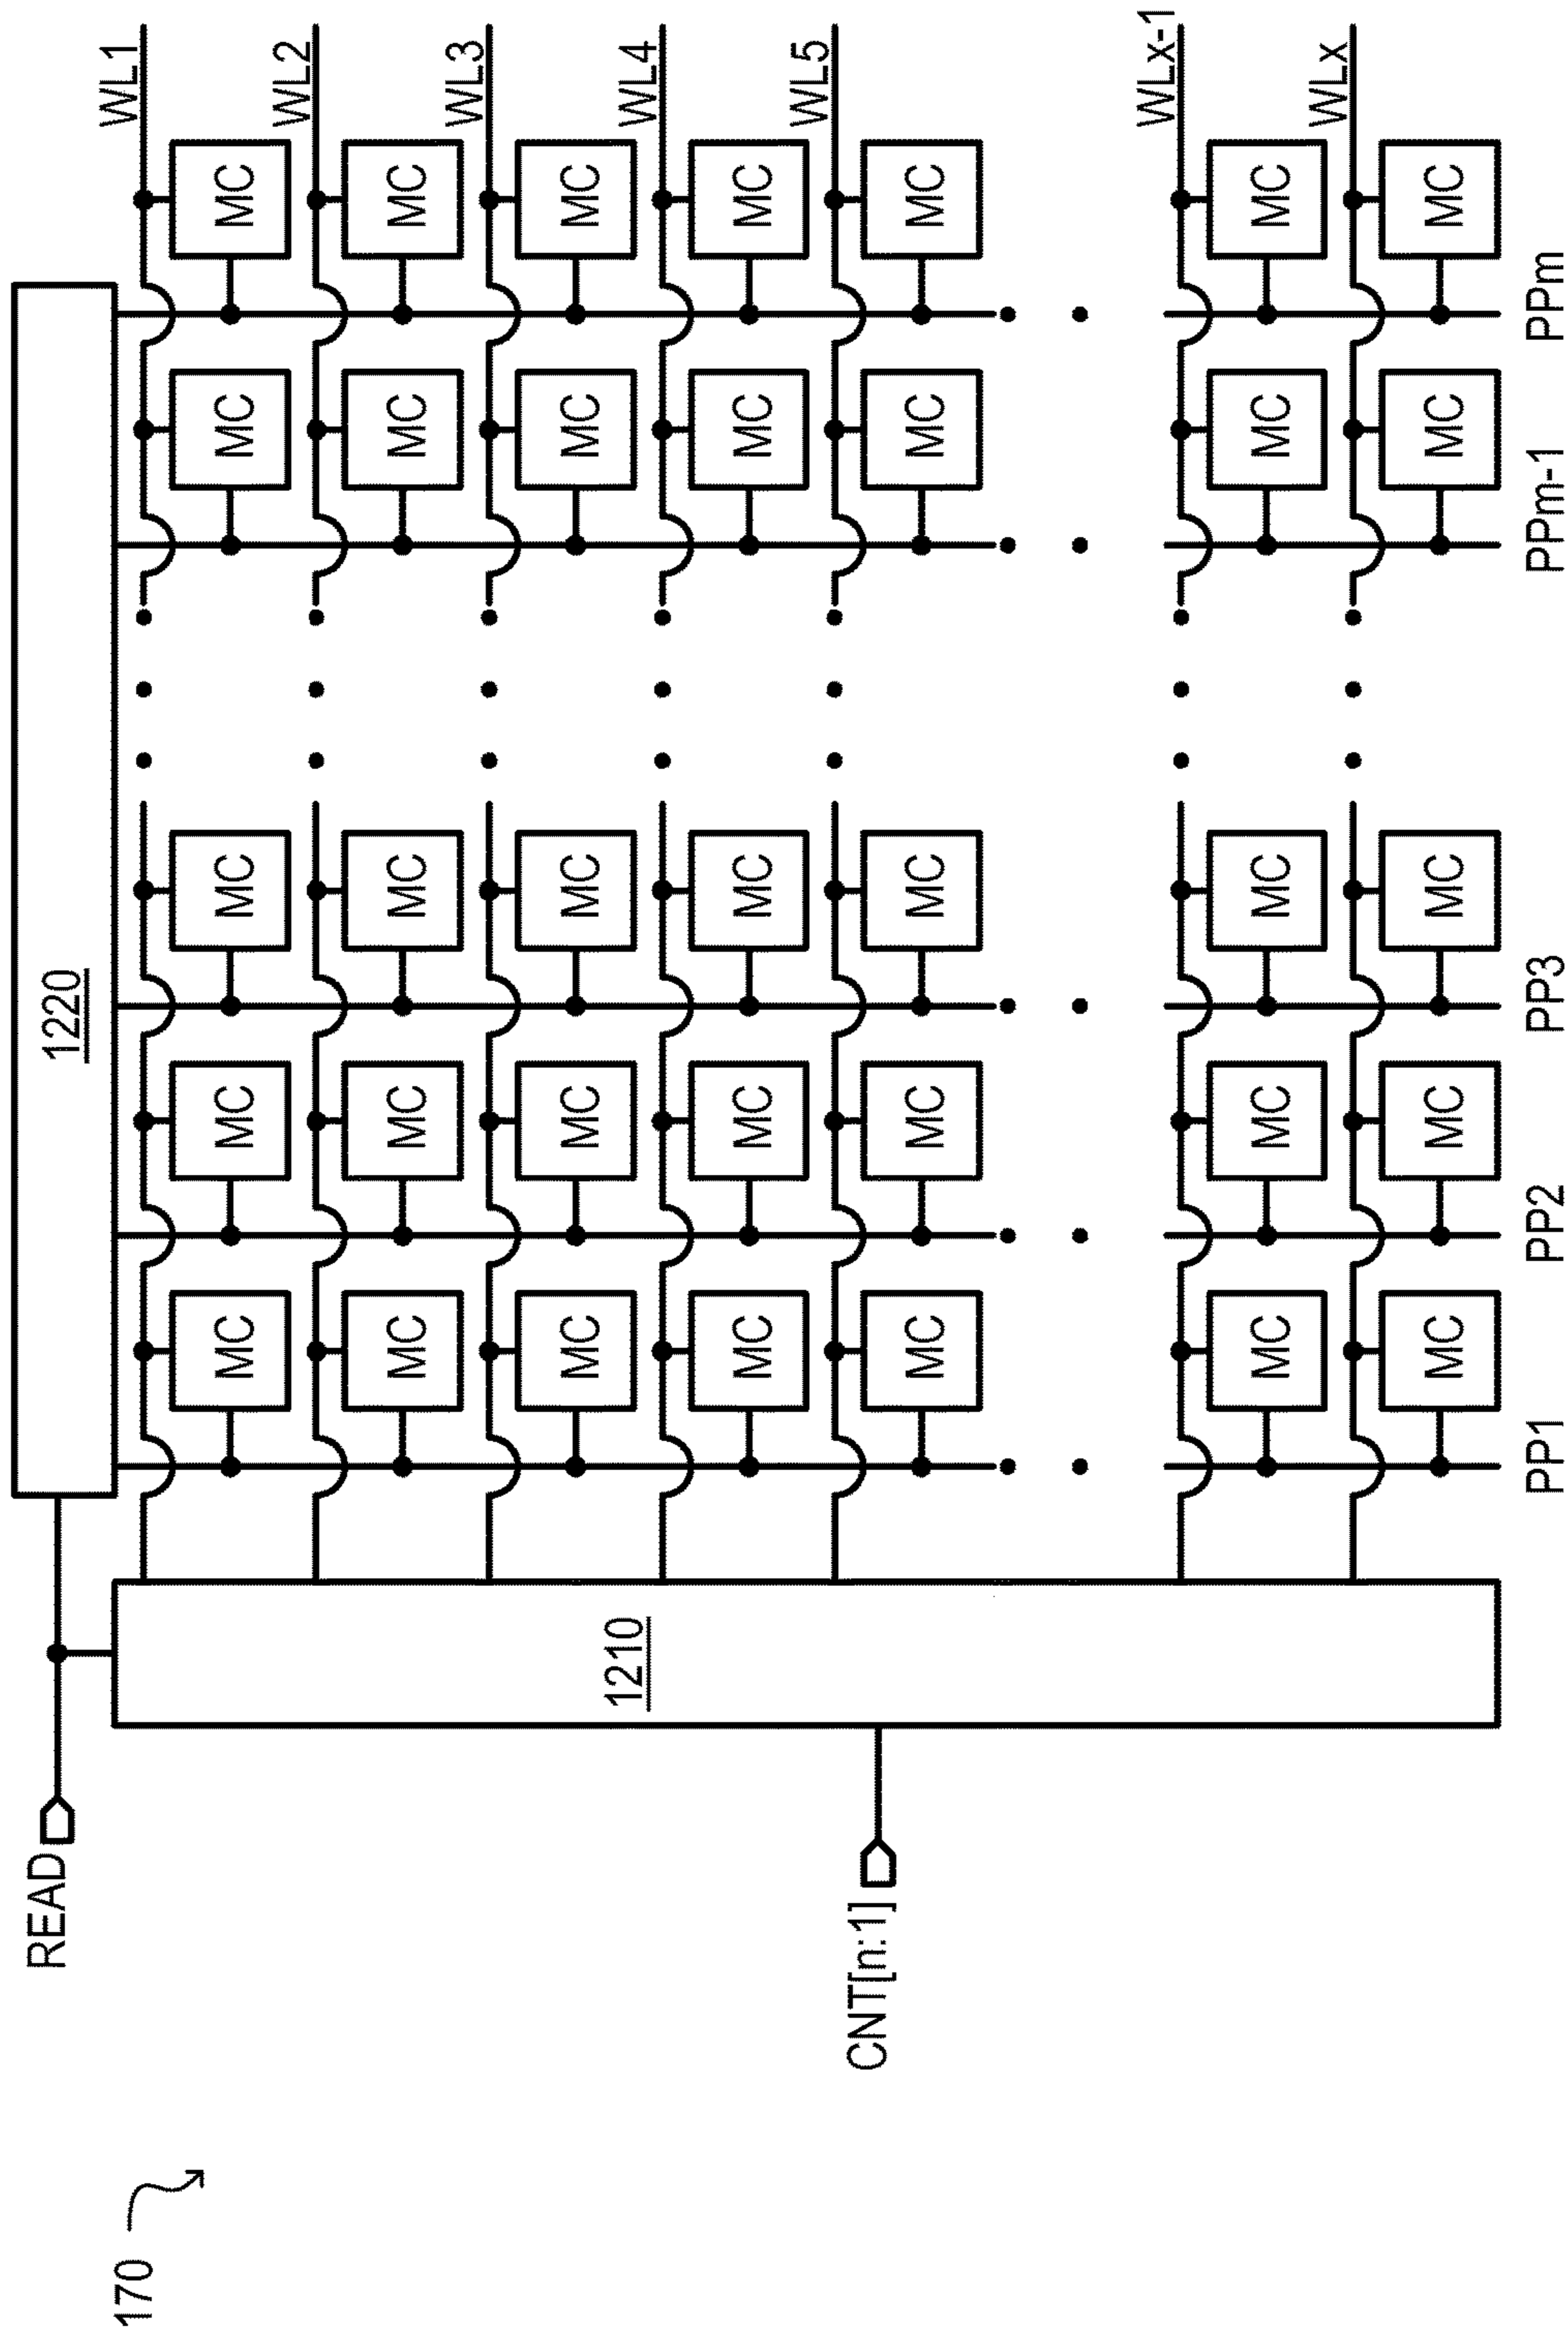 170
READ
CNT[n:1]
1220
1210
WL1
MC MC MC MC MC
WL2
MC MC MC MC MC
WL3
MC MC MC MC MC
WL4
MC MC MC MC MC
WL5
MC MC MC MC MC
WLx-1
MC MC MC MC MC
WLx
MC MC MC MC MC
PP1 PP2 PP3 PPm-1 PPm